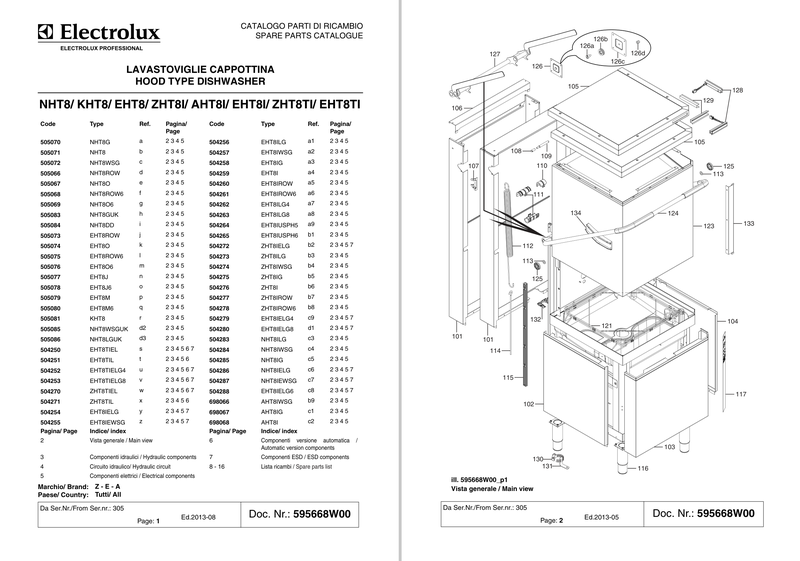 Electrolux
ELECTROLUX PROFESSIONAL
CATALOGO PARTI DI RICAMBIO
SPARE PARTS CATALOGUE
LAVASTOVIGLIE CAPPOTTINA
HOOD TYPE DISHWASHER
NHT8/ KHT8/ EHT8/ ZHT8I/ AHT8I/ EHT8I/ ZHT8TI/ EHT8TI
Code Type Ref. Pagina/ Page Code Type Ref. Pagina/ Page
505070 NHT8G a 2 3 4 5 504256 EHT8ILG a1 2 3 4 5
505071 NHT8 b 2 3 4 5 504257 EHT8IWSG a2 2 3 4 5
505072 NHT8WSG c 2 3 4 5 504258 EHT8IG a3 2 3 4 5
505066 NHT8ROW d 2 3 4 5 504259 EHT8I a4 2 3 4 5
505067 NHT8O e 2 3 4 5 504260 EHT8IROW a5 2 3 4 5
505068 NHT8ROW6 f 2 3 4 5 504261 EHT8IROW6 a6 2 3 4 5
505069 NHT8O6 g 2 3 4 5 504262 EHT8ILG4 a7 2 3 4 5
505083 NHT8GUK h 2 3 4 5 504263 EHT8ILG8 a8 2 3 4 5
505084 NHT8DD i 2 3 4 5 504264 EHT8IUSPH5 a9 2 3 4 5
505073 EHT8ROW j 2 3 4 5 504265 EHT8IUSPH6 b1 2 3 4 5
505074 EHT8O k 2 3 4 5 504272 ZHT8IELG b2 2 3 4 5 7
505075 EHT8ROW6 l 2 3 4 5 504273 ZHT8ILG b3 2 3 4 5
505076 EHT8O6 m 2 3 4 5 504274 ZHT8IWSG b4 2 3 4 5
505077 EHT8J n 2 3 4 5 504275 ZHT8IG b5 2 3 4 5
505078 EHT8J6 o 2 3 4 5 504276 ZHT8I b6 2 3 4 5
505079 EHT8M p 2 3 4 5 504277 ZHT8IROW b7 2 3 4 5
505080 EHT8M6 q 2 3 4 5 504278 ZHT8IROW6 b8 2 3 4 5
505081 KHT8 r 2 3 4 5 504279 EHT8IELG4 c9 2 3 4 5 7
505085 NHT8WSGUK d2 2 3 4 5 504280 EHT8IELG8 d1 2 3 4 5 7
505086 NHT8LGUK d3 2 3 4 5 504283 NHT8ILG c3 2 3 4 5
504250 EHT8TIEL s 2 3 4 5 6 7 504284 NHT8IWSG c4 2 3 4 5
504251 EHT8TIL t 2 3 4 5 6 504285 NHT8IG c5 2 3 4 5
504252 EHT8TIELG4 u 2 3 4 5 6 7 504286 NHT8IELG c6 2 3 4 5 7
504253 EHT8TIELG8 v 2 3 4 5 6 7 504287 NHT8IEWSG c7 2 3 4 5 7
504270 ZHT8TIEL w 2 3 4 5 6 7 504288 EHT8IELG6 c8 2 3 4 5 7
504271 ZHT8TIL x 2 3 4 5 6 698066 AHT8IWSG b9 2 3 4 5
504254 EHT8IELG y 2 3 4 5 7 698067 AHT8IG c1 2 3 4 5
504255 EHT8IEWSG z 2 3 4 5 7 698068 AHT8I c2 2 3 4 5
Pagina/ Page Indice/ index Pagina/ Page Indice/ index
2 Vista generale / Main view 6 Componenti versione automatica / Automatic version components
3 Componenti idraulici / Hydraulic components 7 Componenti ESD / ESD components
4 Circuito idraulico/ Hydraulic circuit 8 - 16 Lista ricambi / Spare parts list
5 Componenti elettrici / Electrical components
Marchio/ Brand: Z - E - A
Paese/ Country: Tutti/ All
Da Ser.Nr./From Ser.nr.: 305
Page: 1
Ed.2013-08
Doc. Nr.: 595668W00
126b
126a
126d
127
126
126c
105
128
129
106
105
108
109
107
110
125
113
111
134
124
123
133
112
113
125
132
121
101
101
104
114
115
117
102
103
130
131
116
ill. 595668W00_p1
Vista generale / Main view
Da Ser.Nr./From Ser.Nr.: 305
Page: 2
Ed.2013-05
Doc. Nr.: 595668W00